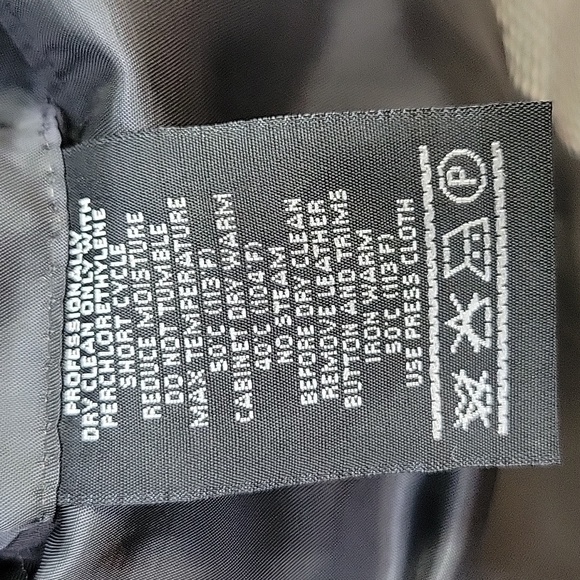 PROFESSIONALLY
DRY CLEAN ONLY WITH
PERCHLORETHYLENE
SHORT CYCLE
REDUCE MOISTURE
DO NOT TUMBLE
MAX TEMPERATURE
50°C (113 F)
CABINET DRY WARM
40°C (104 F)
NO STEAM
BEFORE DRY CLEAN
REMOVE LEATHER
BUTTON AND TRIMS
IRON WARM
50°C (113 F)
USE PRESS CLOTH
P